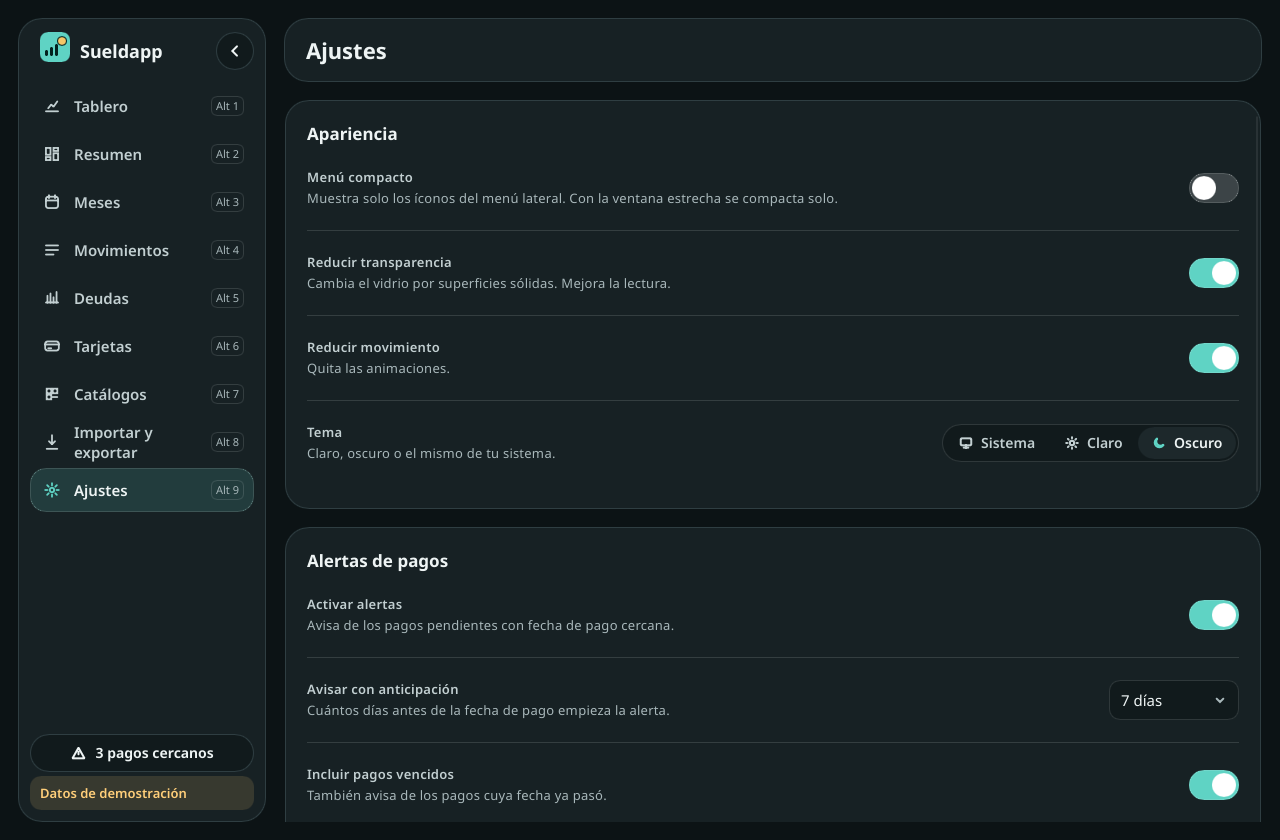 Sueldapp
Tablero Alt 1
Resumen Alt 2
Meses Alt 3
Movimientos Alt 4
Deudas Alt 5
Tarjetas Alt 6
Catálogos Alt 7
Importar y
exportar Alt 8
Ajustes Alt 9
3 pagos cercanos
Datos de demostración
Ajustes
Apariencia
Menú compacto
Muestra solo los íconos del menú lateral. Con la ventana estrecha se compacta solo.
Reducir transparencia
Cambia el vidrio por superficies sólidas. Mejora la lectura.
Reducir movimiento
Quita las animaciones.
Tema
Claro, oscuro o el mismo de tu sistema.
Sistema Claro Oscuro
Alertas de pagos
Activar alertas
Avisa de los pagos pendientes con fecha de pago cercana.
Avisar con anticipación
Cuántos días antes de la fecha de pago empieza la alerta.
7 días
Incluir pagos vencidos
También avisa de los pagos cuya fecha ya pasó.